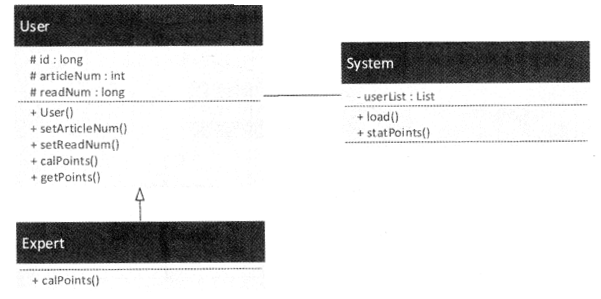 User
# id : long
# articleNum : int
# readNum : long
+ User()
+ setArticleNum()
+ setReadNum()
+ calPoints()
+ getPoints()
System
- userList : List
+ load()
+ statPoints()
Expert
+ calPoints()